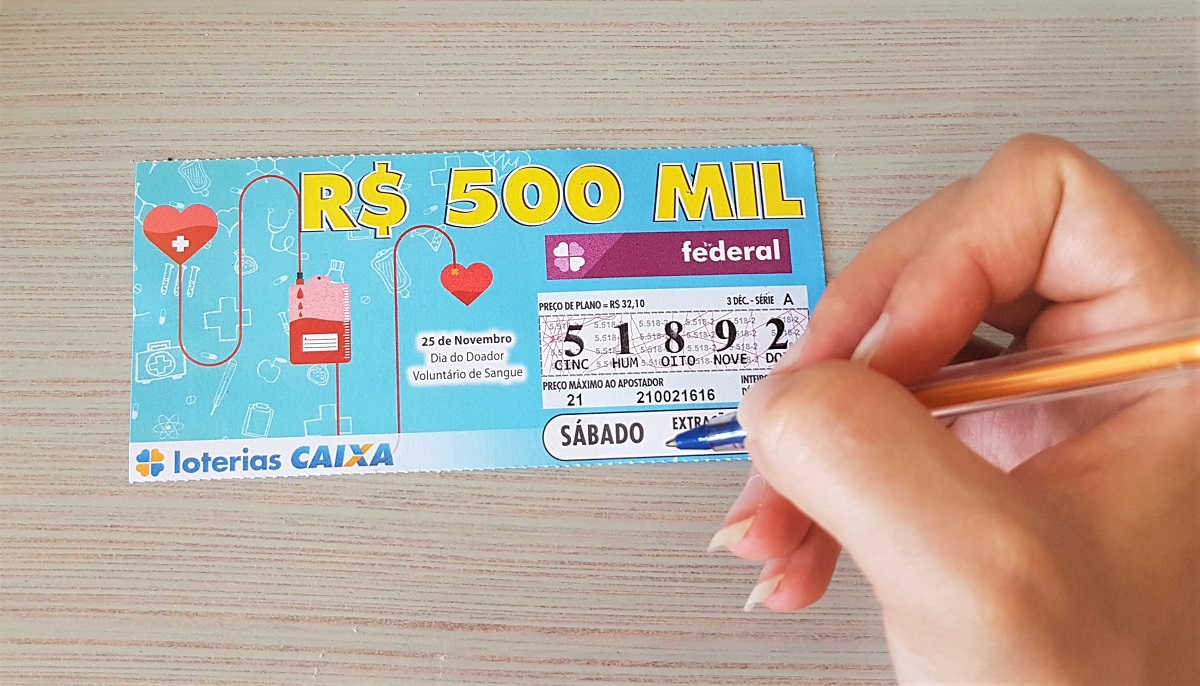 R$ 500 MIL
federal
PREÇO DE PLANO = R$ 32,10
3 DÉC. - SÉRIE A
5 1 8 9 2
CINC HUM OITO NOVE
PREÇO MÁXIMO AO APOSTADOR
21 210021616
SÁBADO
25 de Novembro
Dia do Doador
Voluntário de Sangue
loterias CAIXA